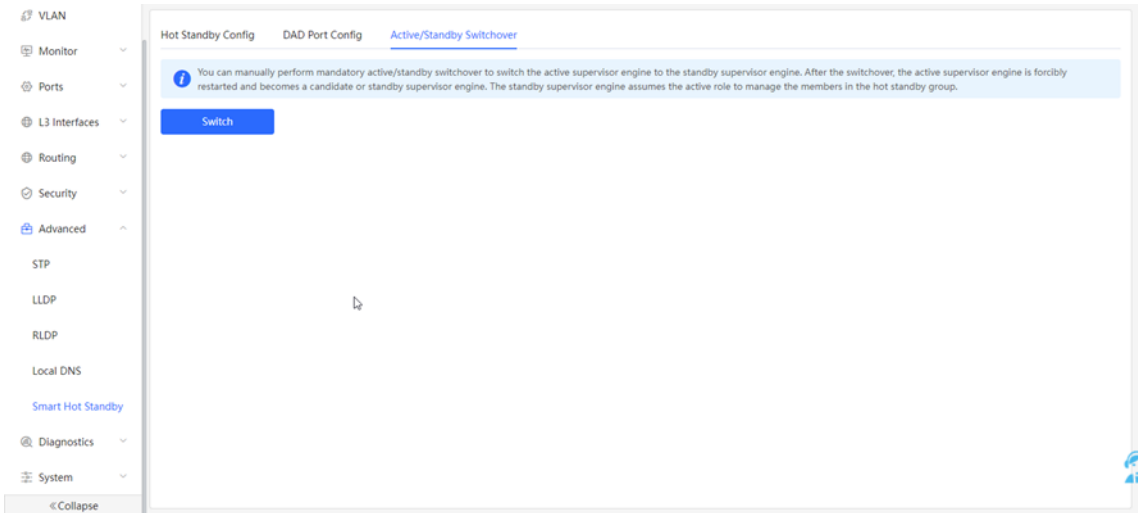 VLAN
Monitor
Ports
L3 Interfaces
Routing
Security
Advanced
STP
LLDP
RLDP
Local DNS
Smart Hot Standby
Diagnostics
System
«Collapse
Hot Standby Config DAD Port Config Active/Standby Switchover
You can manually perform mandatory active/standby switchover to switch the active supervisor engine to the standby supervisor engine. After the switchover, the active supervisor engine is forcibly
restarted and becomes a candidate or standby supervisor engine. The standby supervisor engine assumes the active role to manage the members in the hot standby group.
Switch